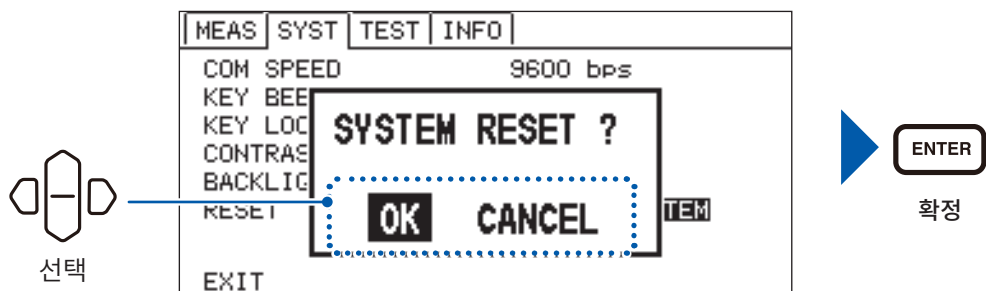 MEAS SYST TEST INFO
COM SPEED 9600 bps
KEY BEE
KEY LOC
CONTRAS
BACKLIG
RESET TEM
EXIT
SYSTEM RESET ?
OK CANCEL
선택
ENTER
확정